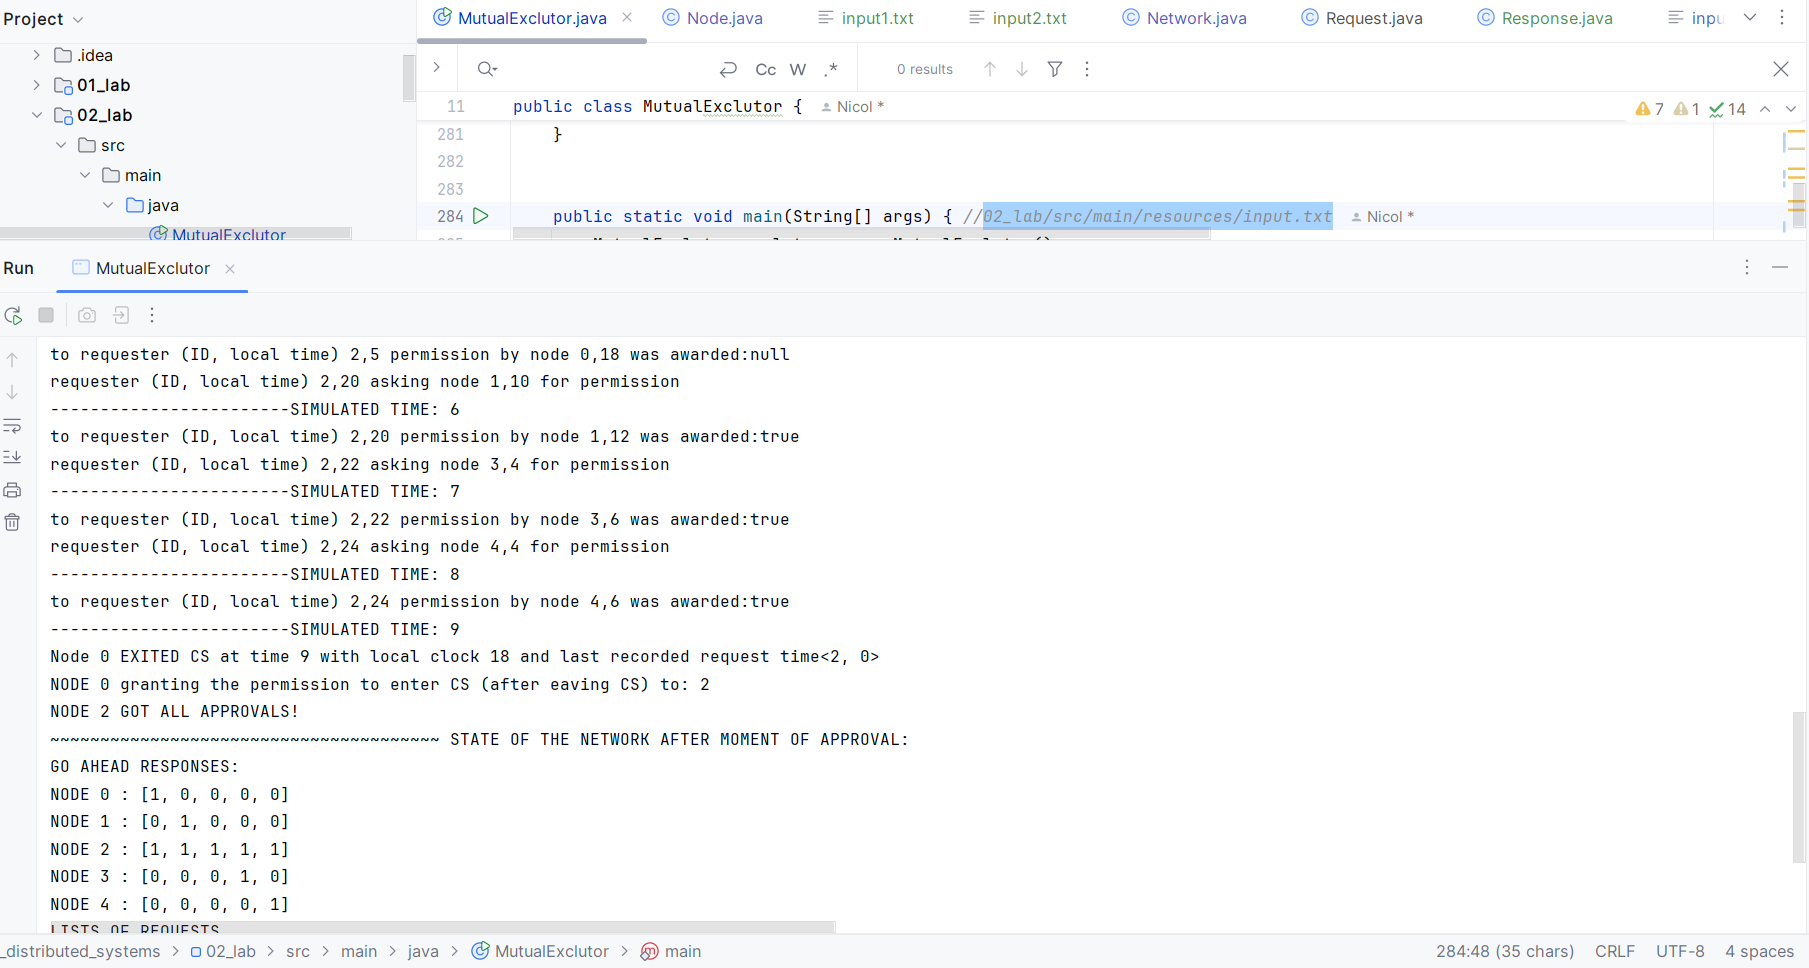 Project
MutualExclutor.java
Node.java
input1.txt
input2.txt
Network.java
Request.java
Response.java
inpu
.idea
01_lab
02_lab
src
main
java
MutualExclutor
Cc W .* 0 results
11 public class MutualExclutor { Nicol *
7 1 14
281 }
282
283
284 public static void main(String[] args) { //02_lab/src/main/resources/input.txt Nicol *
Run MutualExclutor
to requester (ID, local time) 2,5 permission by node 0,18 was awarded:null
requester (ID, local time) 2,20 asking node 1,10 for permission
------------------------SIMULATED TIME: 6
to requester (ID, local time) 2,20 permission by node 1,12 was awarded:true
requester (ID, local time) 2,22 asking node 3,4 for permission
------------------------SIMULATED TIME: 7
to requester (ID, local time) 2,22 permission by node 3,6 was awarded:true
requester (ID, local time) 2,24 asking node 4,4 for permission
------------------------SIMULATED TIME: 8
to requester (ID, local time) 2,24 permission by node 4,6 was awarded:true
------------------------SIMULATED TIME: 9
Node 0 EXITED CS at time 9 with local clock 18 and last recorded request time<2, 0>
NODE 0 granting the permission to enter CS (after eaving CS) to: 2
NODE 2 GOT ALL APPROVALS!
~~~~~~~~~~~~~~~~~~~~~~~~~~~~~~~~~~~~~~~ STATE OF THE NETWORK AFTER MOMENT OF APPROVAL:
GO AHEAD RESPONSES:
NODE 0 : [1, 0, 0, 0, 0]
NODE 1 : [0, 1, 0, 0, 0]
NODE 2 : [1, 1, 1, 1, 1]
NODE 3 : [0, 0, 0, 1, 0]
NODE 4 : [0, 0, 0, 0, 1]
LISTS OF REQUESTS
_distributed_systems > 02_lab > src > main > java > MutualExclutor > main
284:48 (35 chars) CRLF UTF-8 4 spaces